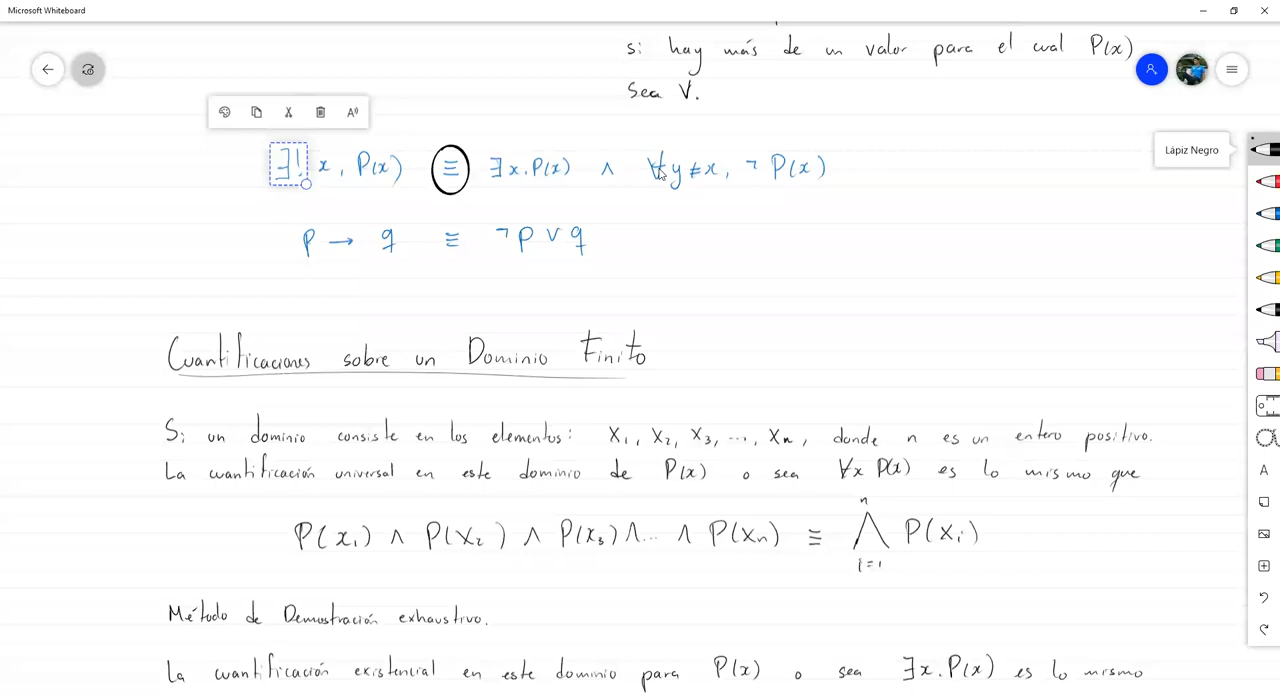 Microsoft Whiteboard
si hay más de un valor para el cual P(x)
sea V.
Lápiz Negro
∃! x, P(x) ≡ ∃x.P(x) ∧ ∀y≠x, ¬P(x)
p → q ≡ ¬p ∨ q
Cuantificaciones sobre un Dominio Finito
Si un dominio consiste en los elementos: X₁, X₂, X₃, ..., Xₙ, donde n es un entero positivo.
La cuantificación universal en este dominio de P(x) o sea ∀x P(x) es lo mismo que
P(x₁) ∧ P(X₂) ∧ P(X₃) ∧... ∧ P(Xₙ) ≡ ⋀ⁿᵢ₌₁ P(Xᵢ)
Método de Demostración exhaustivo.
La cuantificación existencial en este dominio para P(x) o sea ∃x.P(x) es lo mismo